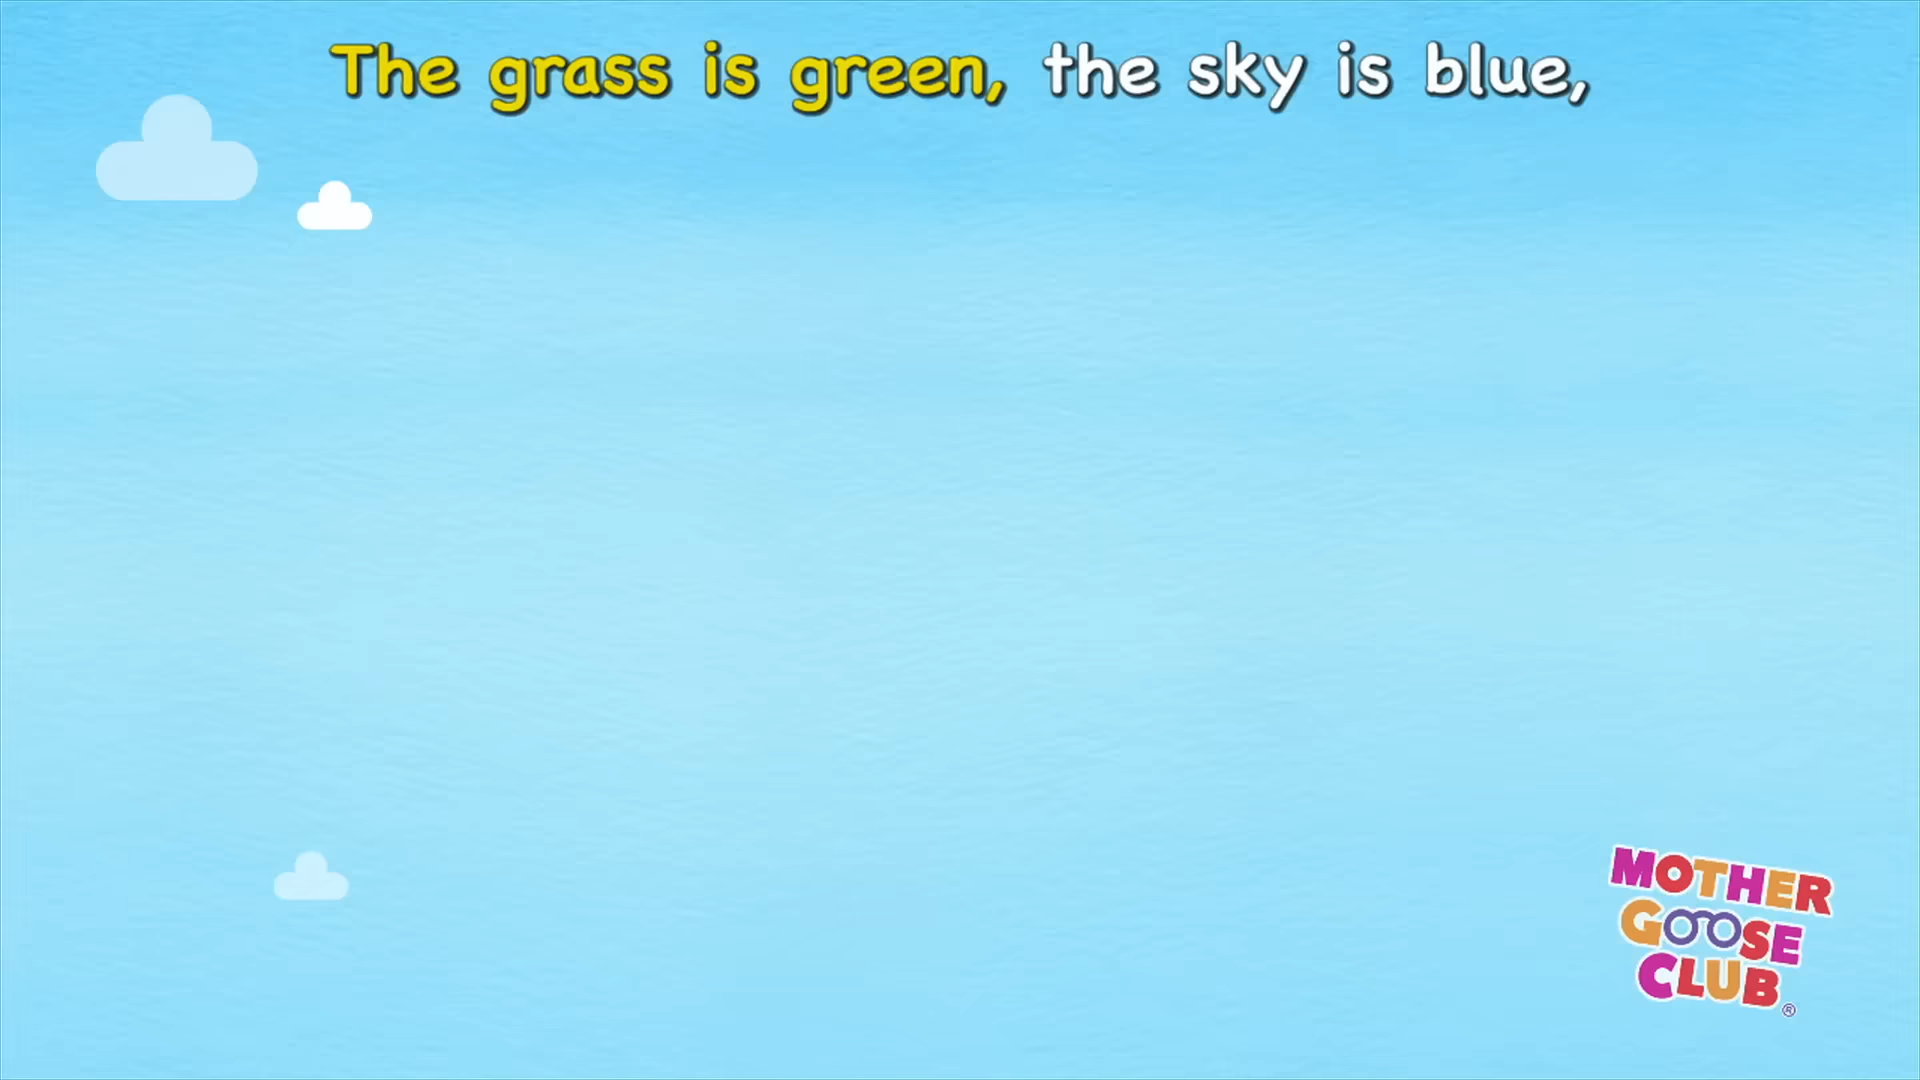 The grass is green, the sky is blue,
MOTHER
GOOSE
CLUB®